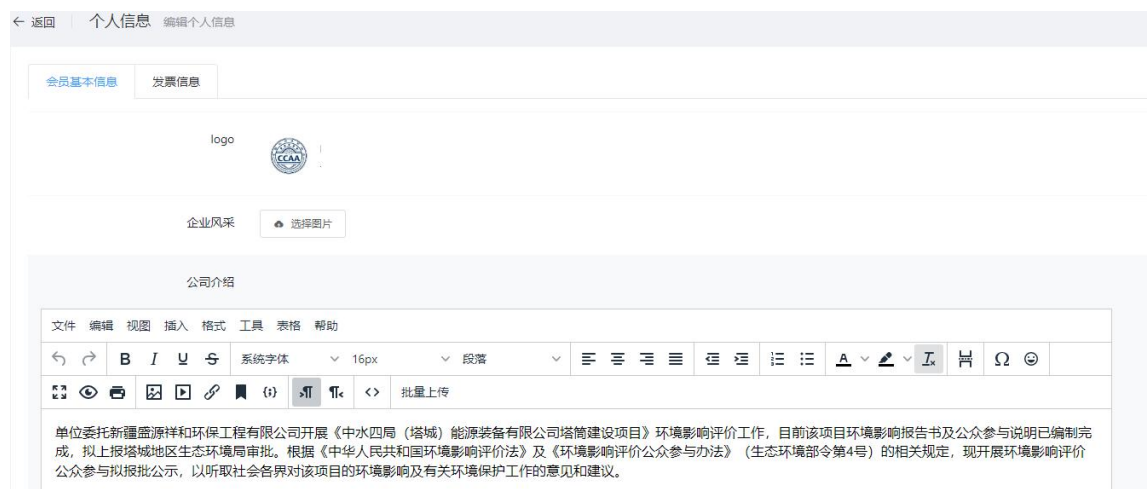 ← 返回 个人信息 编辑个人信息
会员基本信息 发票信息
logo
CCAA
企业风采 选择图片
公司介绍
文件 编辑 视图 插入 格式 工具 表格 帮助
B I U S 系统字体 16px 段落 A Ω
批量上传
单位委托新疆盛源祥和环保工程有限公司开展《中水四局（塔城）能源装备有限公司塔筒建设项目》环境影响评价工作，目前该项目环境影响报告书及公众参与说明已编制完
成，拟上报塔城地区生态环境局审批。根据《中华人民共和国环境影响评价法》及《环境影响评价公众参与办法》（生态环境部令第4号）的相关规定，现开展环境影响评价
公众参与拟报批公示，以听取社会各界对该项目的环境影响及有关环境保护工作的意见和建议。